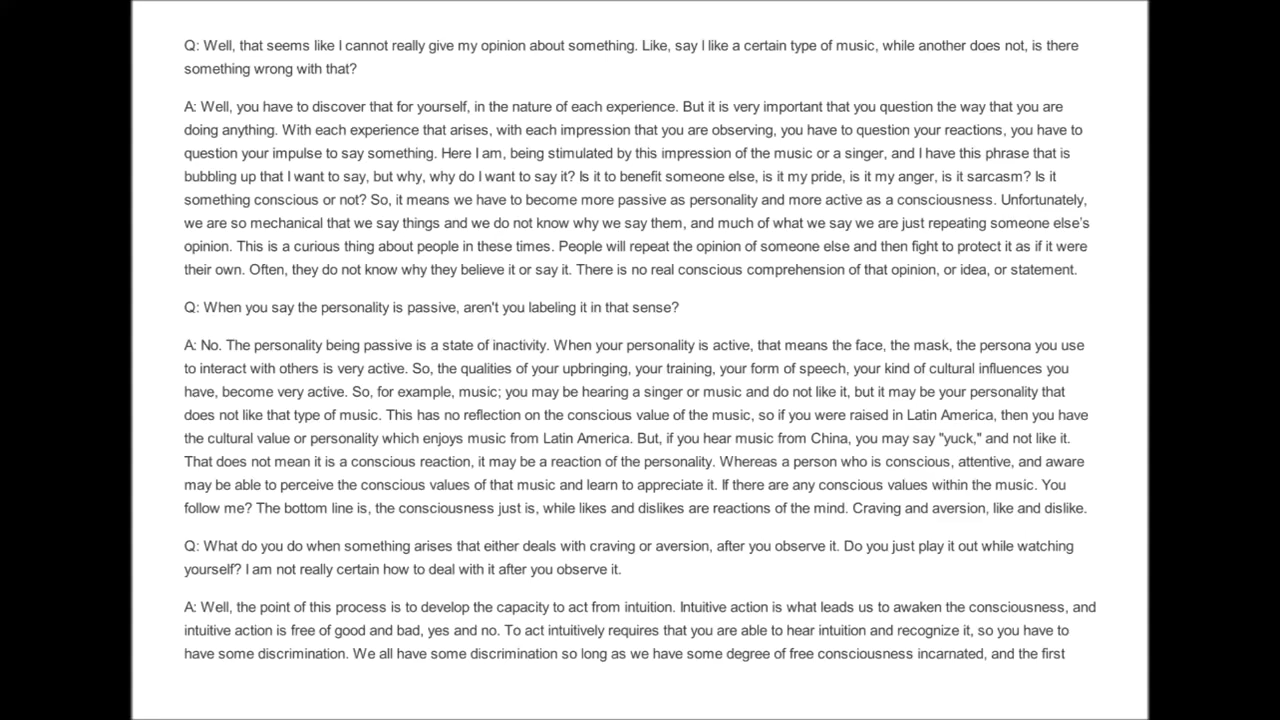 Q: Well, that seems like I cannot really give my opinion about something. Like, say I like a certain type of music, while another does not, is there
something wrong with that?
A: Well, you have to discover that for yourself, in the nature of each experience. But it is very important that you question the way that you are
doing anything. With each experience that arises, with each impression that you are observing, you have to question your reactions, you have to
question your impulse to say something. Here I am, being stimulated by this impression of the music or a singer, and I have this phrase that is
bubbling up that I want to say, but why, why do I want to say it? Is it to benefit someone else, is it my pride, is it my anger, is it sarcasm? Is it
something conscious or not? So, it means we have to become more passive as personality and more active as a consciousness. Unfortunately,
we are so mechanical that we say things and we do not know why we say them, and much of what we say we are just repeating someone else's
opinion. This is a curious thing about people in these times. People will repeat the opinion of someone else and then fight to protect it as if it were
their own. Often, they do not know why they believe it or say it. There is no real conscious comprehension of that opinion, or idea, or statement.
Q: When you say the personality is passive, aren't you labeling it in that sense?
A: No. The personality being passive is a state of inactivity. When your personality is active, that means the face, the mask, the persona you use
to interact with others is very active. So, the qualities of your upbringing, your training, your form of speech, your kind of cultural influences you
have, become very active. So, for example, music; you may be hearing a singer or music and do not like it, but it may be your personality that
does not like that type of music. This has no reflection on the conscious value of the music, so if you were raised in Latin America, then you have
the cultural value or personality which enjoys music from Latin America. But, if you hear music from China, you may say "yuck," and not like it.
That does not mean it is a conscious reaction, it may be a reaction of the personality. Whereas a person who is conscious, attentive, and aware
may be able to perceive the conscious values of that music and learn to appreciate it. If there are any conscious values within the music. You
follow me? The bottom line is, the consciousness just is, while likes and dislikes are reactions of the mind. Craving and aversion, like and dislike.
Q: What do you do when something arises that either deals with craving or aversion, after you observe it. Do you just play it out while watching
yourself? I am not really certain how to deal with it after you observe it.
A: Well, the point of this process is to develop the capacity to act from intuition. Intuitive action is what leads us to awaken the consciousness, and
intuitive action is free of good and bad, yes and no. To act intuitively requires that you are able to hear intuition and recognize it, so you have to
have some discrimination. We all have some discrimination so long as we have some degree of free consciousness incarnated, and the first